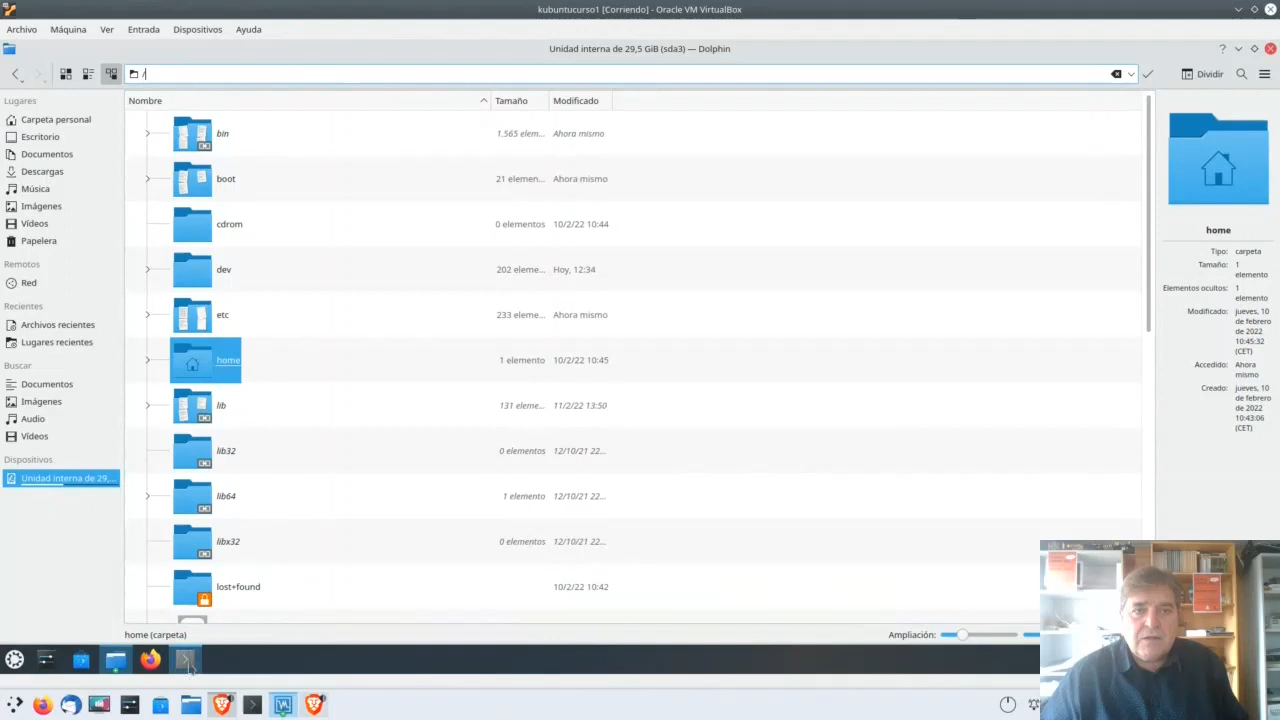 kubuntucurso1 [Corriendo] - Oracle VM VirtualBox
Archivo Máquina Ver Entrada Dispositivos Ayuda
Unidad interna de 29,5 GiB (sda3) — Dolphin
/
Dividir
Lugares
Carpeta personal
Escritorio
Documentos
Descargas
Música
Imágenes
Vídeos
Papelera
Remotos
Red
Recientes
Archivos recientes
Lugares recientes
Buscar
Documentos
Imágenes
Audio
Vídeos
Dispositivos
Unidad interna de 29,...
Nombre Tamaño Modificado
bin 1.565 elem... Ahora mismo
boot 21 elemen... Ahora mismo
cdrom 0 elementos 10/2/22 10:44
dev 202 eleme... Hoy, 12:34
etc 233 eleme... Ahora mismo
home 1 elemento 10/2/22 10:45
lib 131 eleme... 11/2/22 13:50
lib32 0 elementos 12/10/21 22...
lib64 1 elemento 12/10/21 22...
libx32 0 elementos 12/10/21 22...
lost+found 10/2/22 10:42
home
Tipo: carpeta
Tamaño: 1
elemento
Elementos ocultos: 1
elemento
Modificado: jueves, 10
de febrero
de 2022
10:45:32
(CET)
Accedido: Ahora
mismo
Creado: jueves, 10
de febrero
de 2022
10:43:06
(CET)
home (carpeta)
Ampliación: